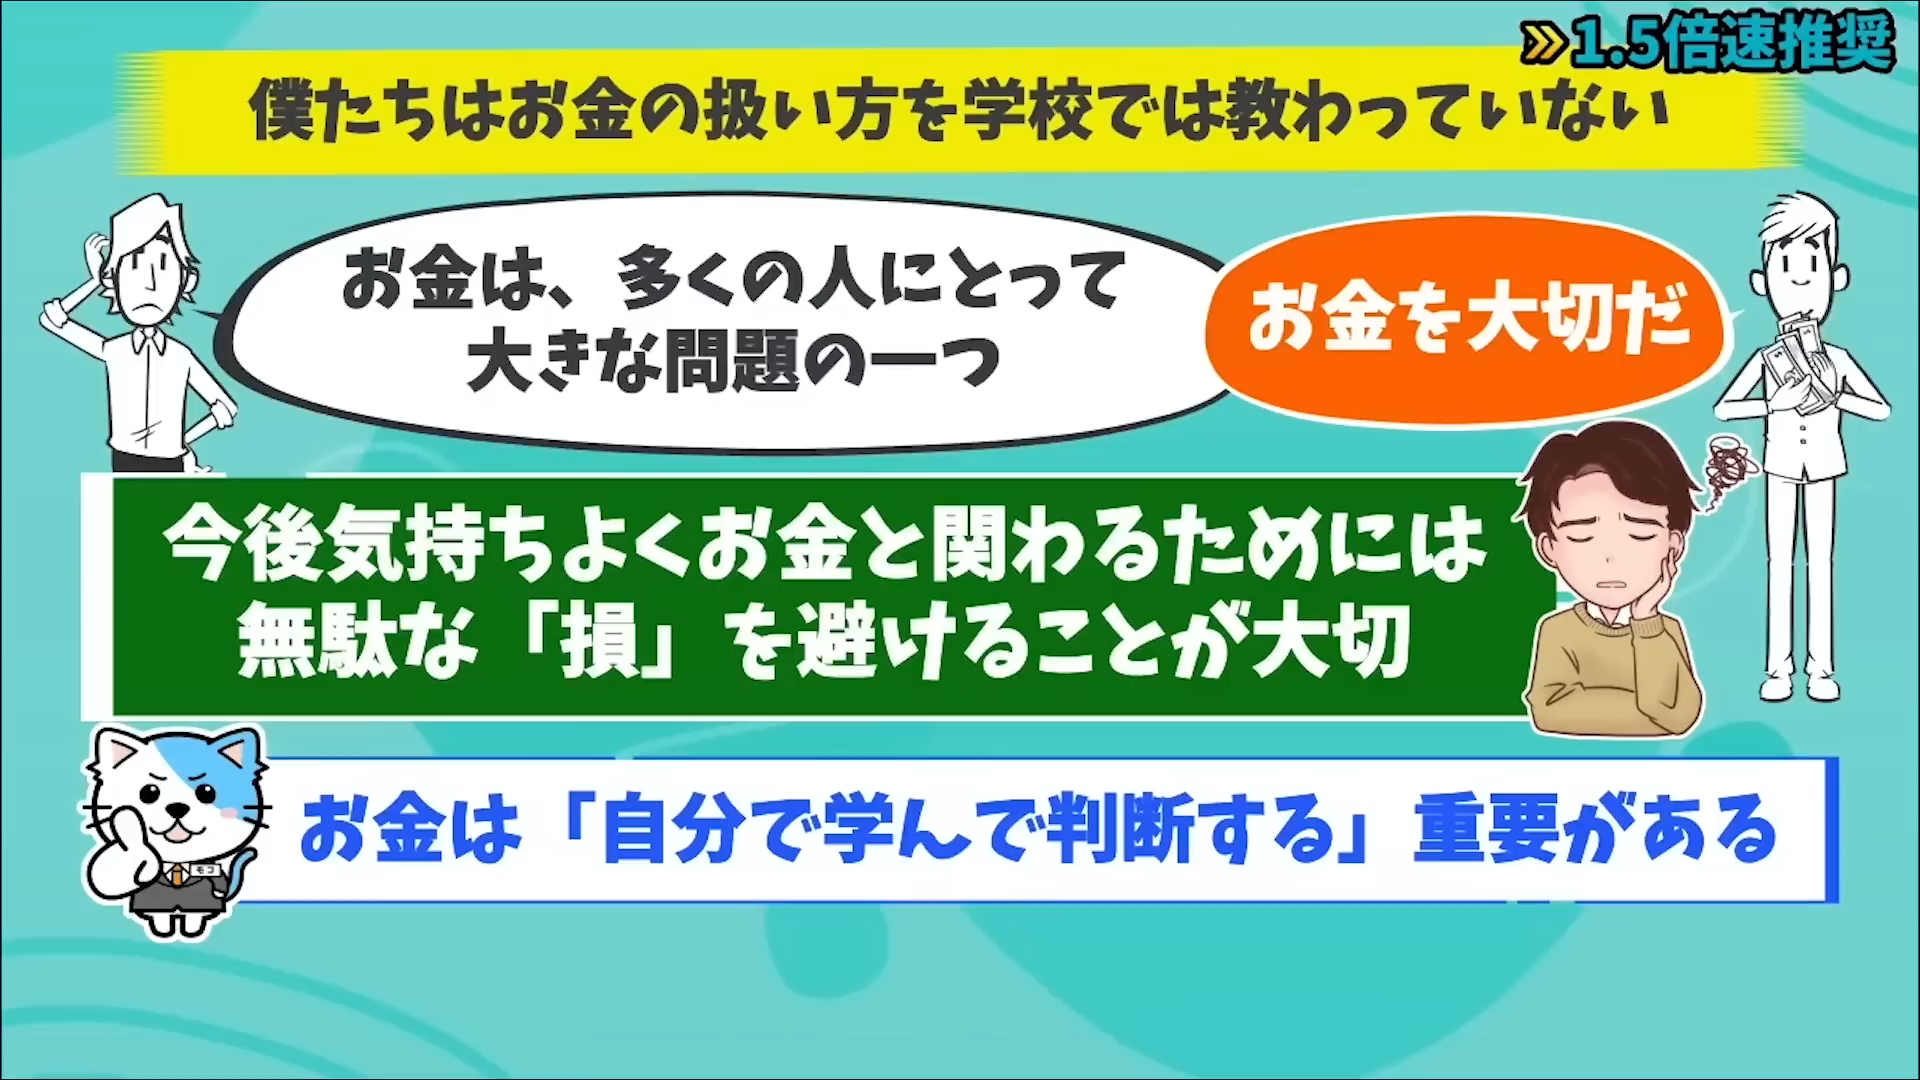 1.5倍速推奨
僕たちはお金の扱い方を学校では教わっていない
お金は、多くの人にとって
大きな問題の一つ
お金を大切だ
今後気持ちよくお金と関わるためには
無駄な「損」を避けることが大切
お金は「自分で学んで判断する」重要がある
モコ